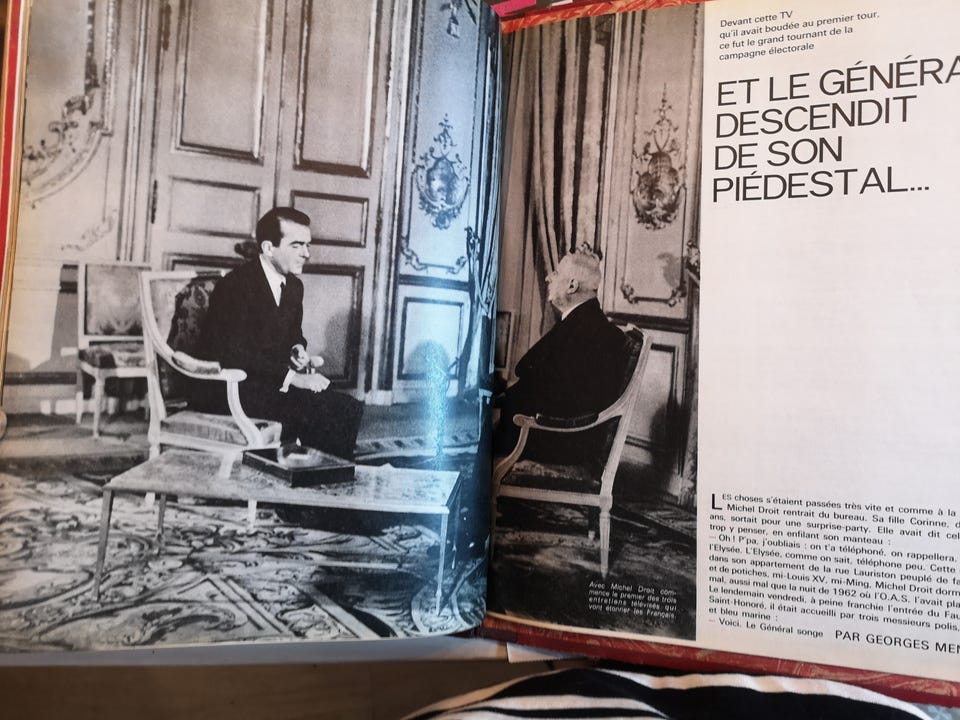 Devant cette TV
qu'il avait boudée au premier tour,
ce fut le grand tournant de la
campagne électorale
ET LE GÉNÉRA
DESCENDIT
DE SON
PIÉDESTAL...
LES choses s'étaient passées très vite et comme à la
Michel Droit rentrait du bureau. Sa fille Corinne, d
ans, sortait pour une surprise-party. Elle avait dit cel
trop y penser, en enfilant son manteau :
— Oh ! P'pa, j'oubliais : on t'a téléphoné, on rappellera,
l'Elysée. L'Elysée, comme on sait, téléphone peu. Cette
dans son appartement de la rue Lauriston peuplé de fa
et de potiches, mi-Louis XV, mi-Ming, Michel Droit dorm
mal, aussi mal que la nuit de 1962 où l'O.A.S. l'avait pla
Le lendemain vendredi, à peine franchie l'entrée du Fau
Saint-Honoré, il était accueilli par trois messieurs polis,
et bleu marine :
— Voici. Le Général songe
PAR GEORGES MEN
Avec Michel Droit com-
mence le premier des trois
entretiens télévisés qui
vont étonner les Français.